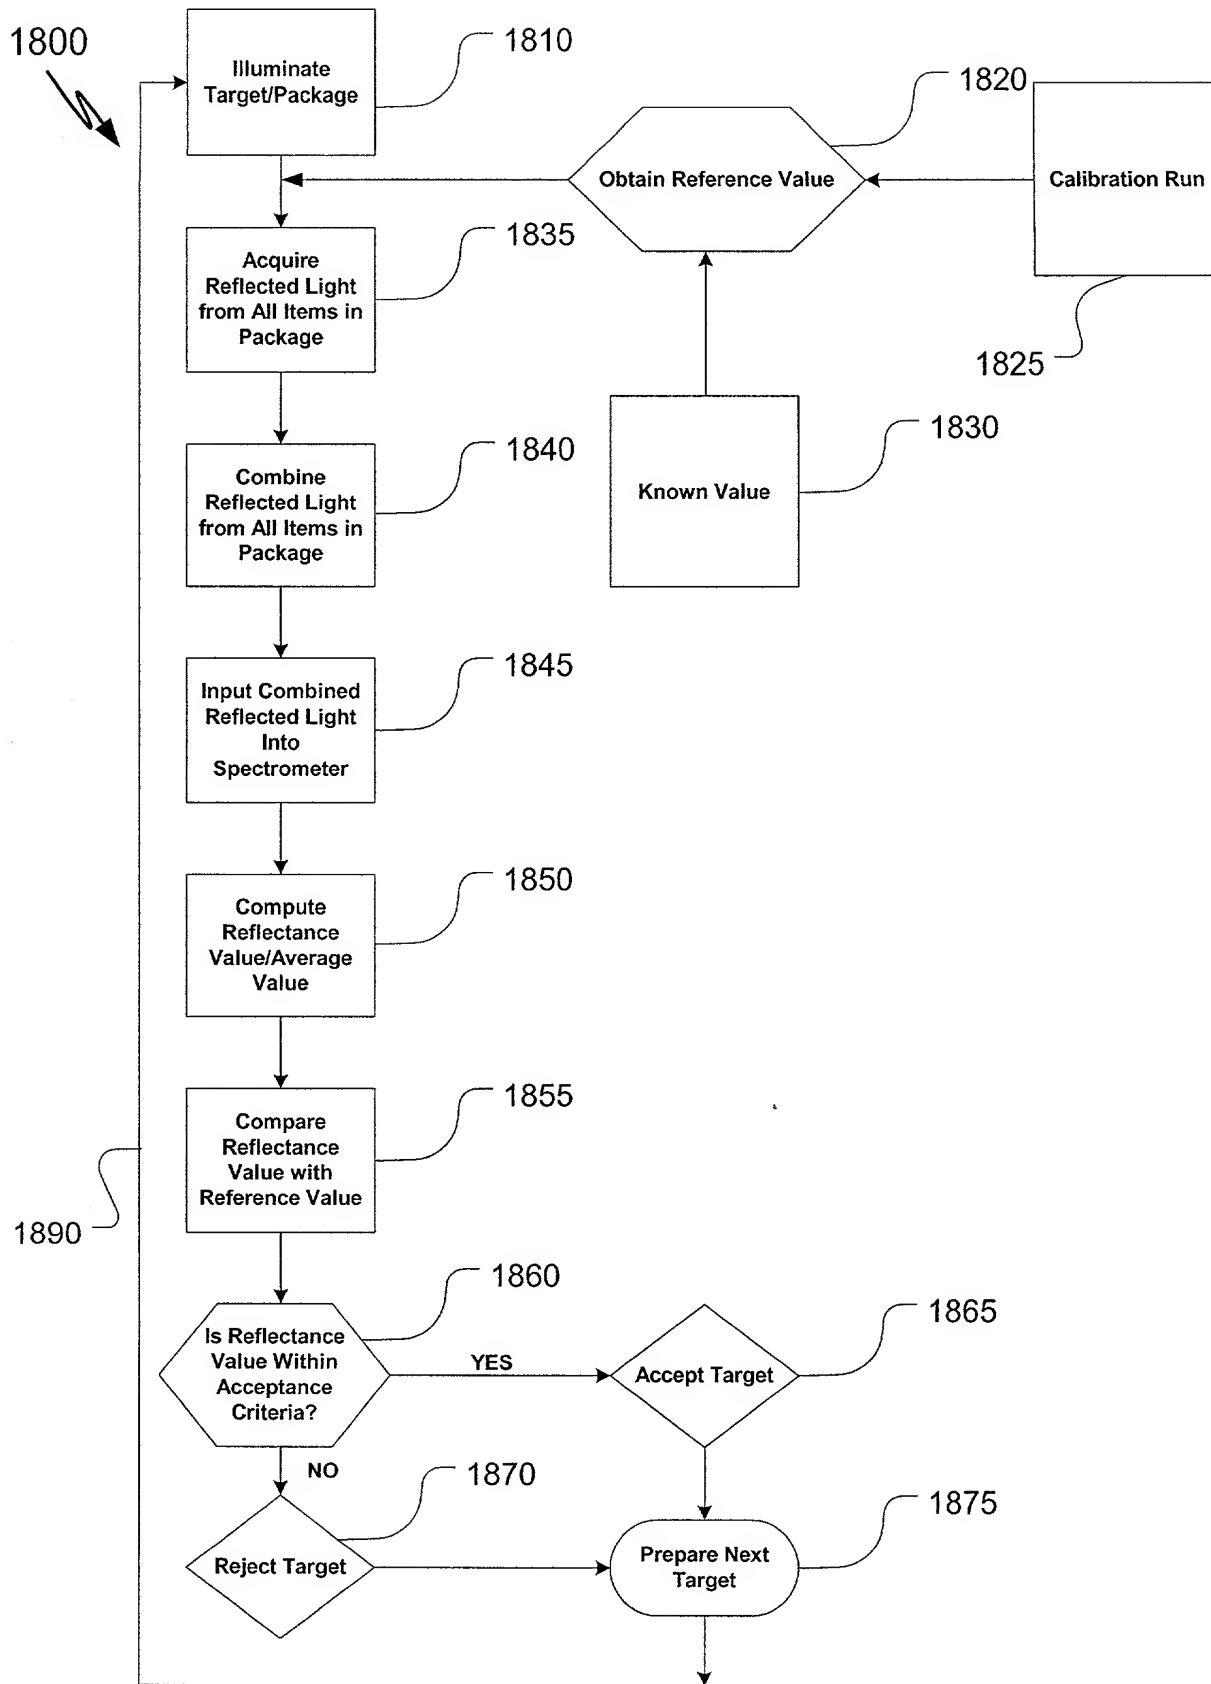 1800
Illuminate
Target/Package
1810
1820
Obtain Reference Value
Calibration Run
1825
1835
Acquire
Reflected Light
from All Items in
Package
1830
Known Value
1840
Combine
Reflected Light
from All Items in
Package
1845
Input Combined
Reflected Light
Into
Spectrometer
1850
Compute
Reflectance
Value/Average
Value
1855
Compare
Reflectance
Value with
Reference Value
1890
1860
Is Reflectance
Value Within
Acceptance
Criteria?
YES
1865
Accept Target
NO
1870
Reject Target
1875
Prepare Next
Target